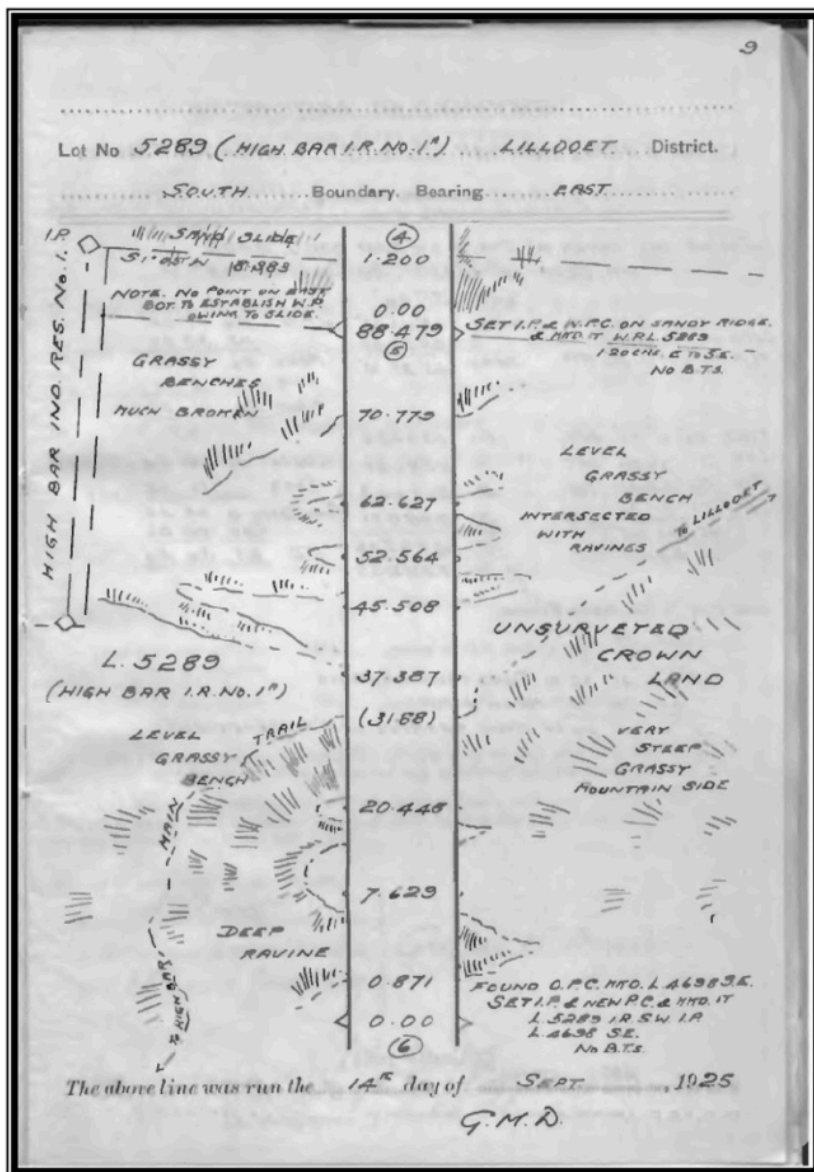 9
Lot No 5289 (HIGH BAR I.R. NO. 1ᴬ) LILLOOET District.
SOUTH Boundary. Bearing EAST
I.P.
SAND SLIDE
4
1.200
NOTE. NO POINT ON EAST
BDY. TO ESTABLISH W.P.
OWING TO SLIDE.
0.00
88.479
5
SET I.P. & N.P.C. ON SANDY RIDGE.
& MKD IT W.P.L. 5289
1.20 CHS. E TO S.E.
NO B.T.S.
HIGH BAR IND. RES. No. 1.
GRASSY
BENCHES
MUCH BROKEN
70.779
LEVEL
GRASSY
BENCH
INTERSECTED
WITH
RAVINES
TO LILLOOET
62.627
52.564
45.508
UNSURVEYED
CROWN
LAND
L. 5289
(HIGH BAR I.R. NO. 1ᴬ)
37.387
(31.68)
LEVEL
GRASSY
BENCH
TRAIL
VERY
STEEP
GRASSY
MOUNTAIN SIDE
20.448
MAIN
7.629
DEEP
RAVINE
TO HIGH BAR
0.871
0.00
6
FOUND O.P.C. MKD. L 4698 S.E.
SET I.P. & NEW P.C. & MKD. IT
L. 5289 I.R. SW. I.P.
L. 4698 SE.
NO B.T.S.
The above line was run the 14ᵀᴴ day of SEPT, 1925
G.M.D.